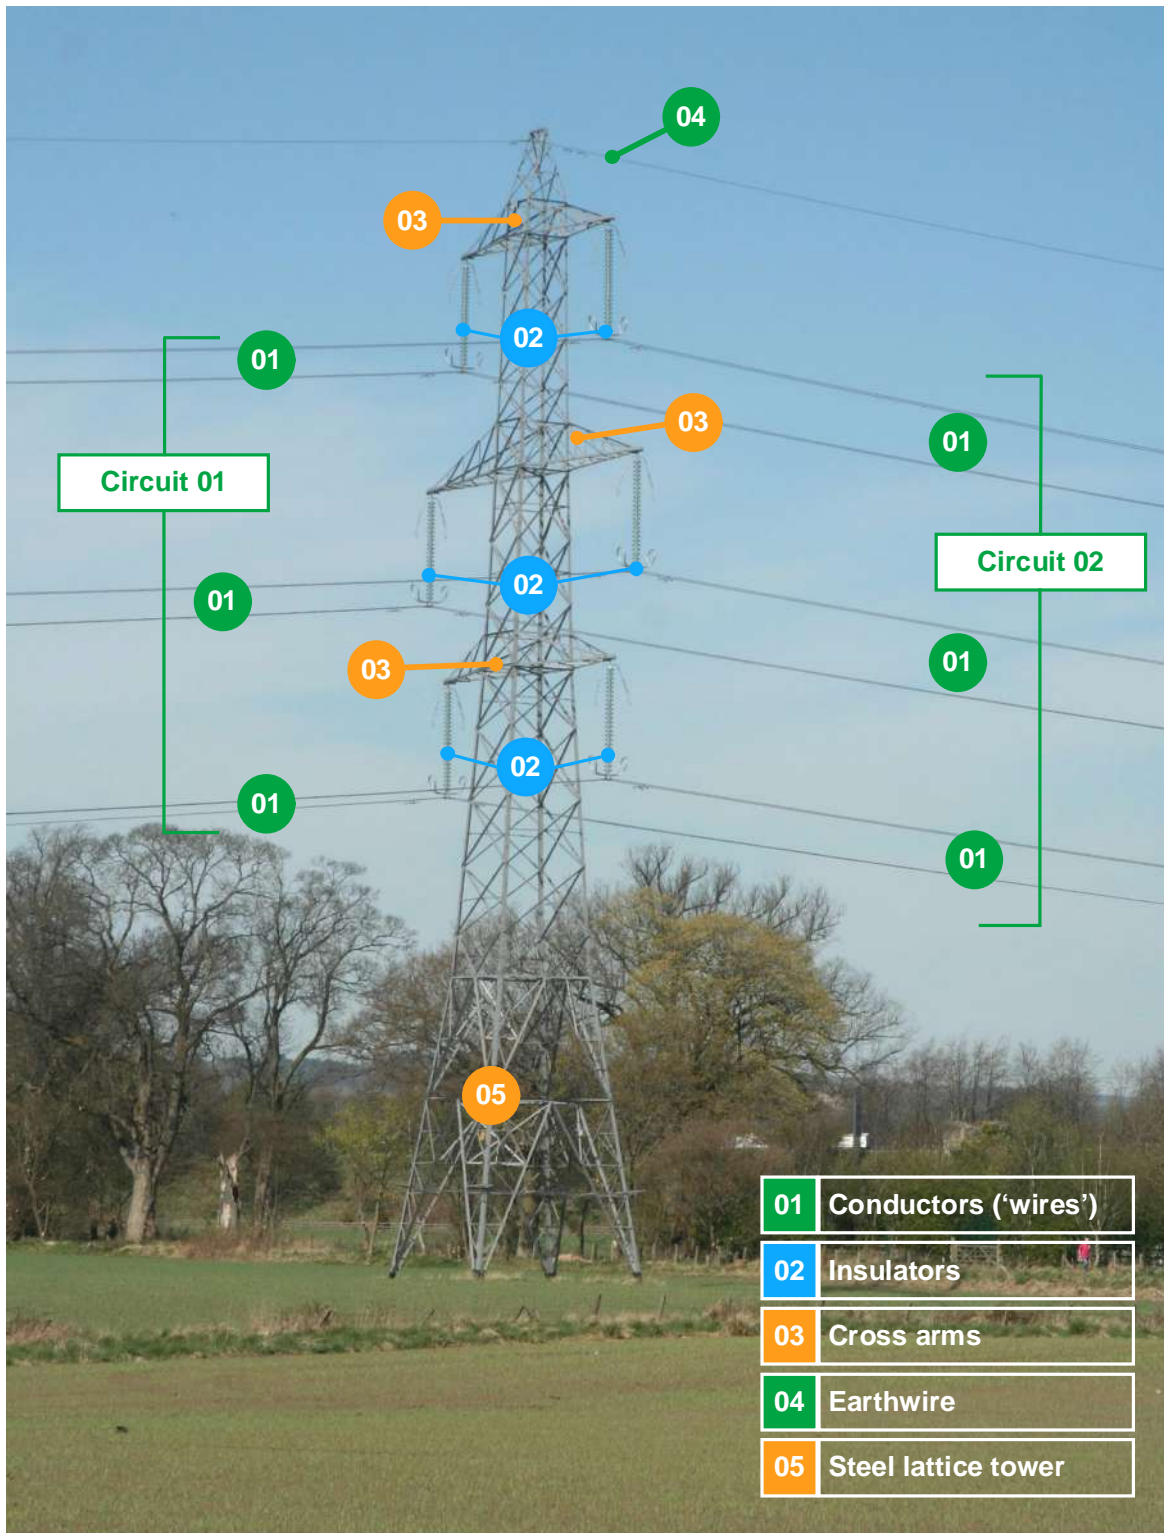 04
03
02
01
03
01
Circuit 01
Circuit 02
02
01
01
03
02
01
01
05
01 Conductors (‘wires’)
02 Insulators
03 Cross arms
04 Earthwire
05 Steel lattice tower